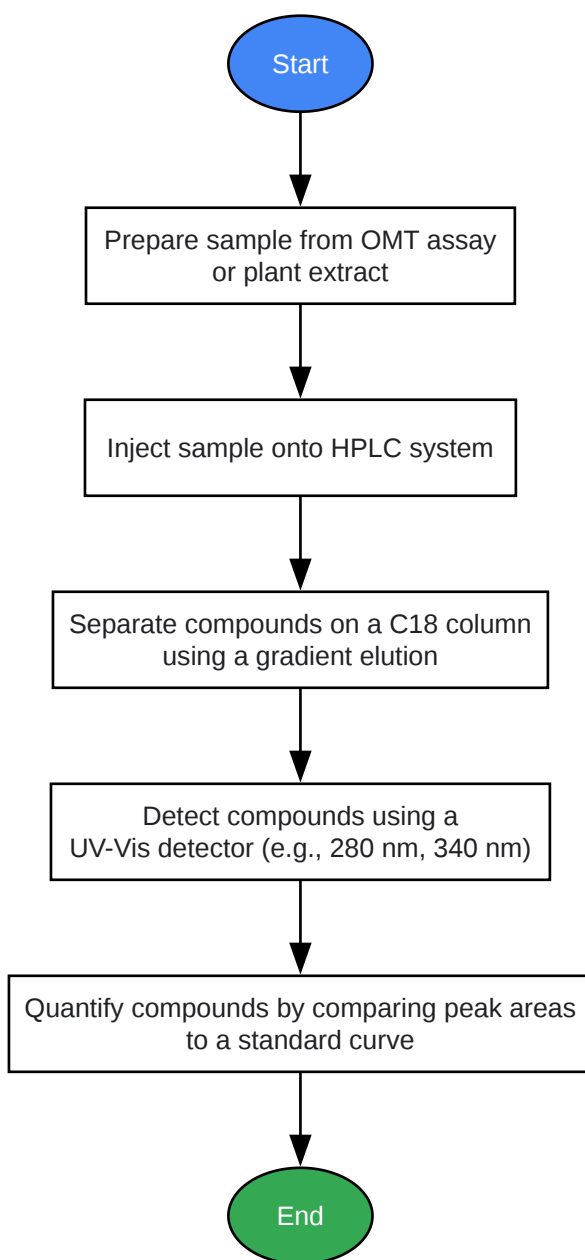 Start
Prepare sample from OMT assay
or plant extract
Inject sample onto HPLC system
Separate compounds on a C18 column
using a gradient elution
Detect compounds using a
UV-Vis detector (e.g., 280 nm, 340 nm)
Quantify compounds by comparing peak areas
to a standard curve
End